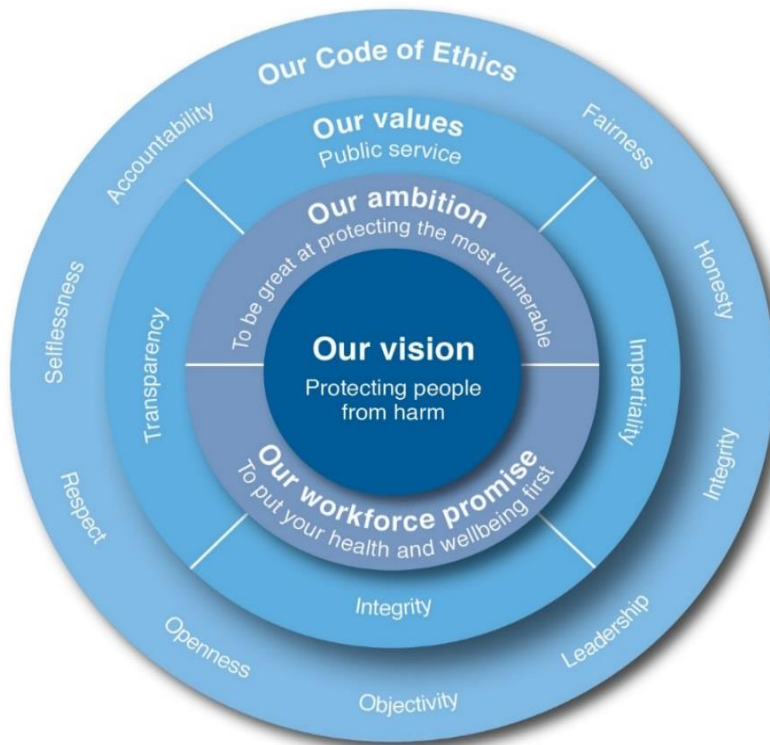 Our Code of Ethics
Accountability
Fairness
Selflessness
Honesty
Respect
Integrity
Openness
Objectivity
Leadership
Our values
Public service
Transparency
Impartiality
Integrity
Our ambition
To be great at protecting the most vulnerable
Our vision
Protecting people
from harm
Our workforce promise
To put your health and wellbeing first